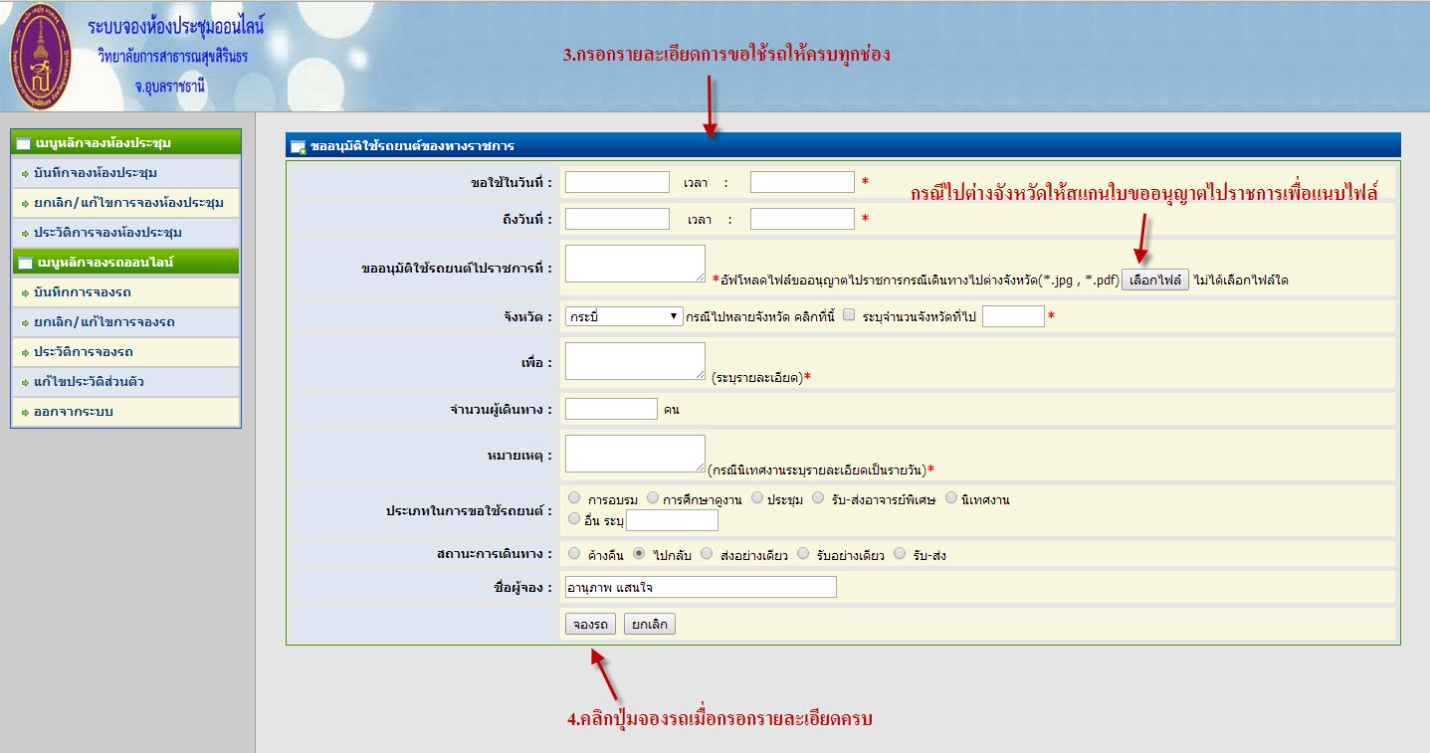 ระบบจองห้องประชุมออนไลน์
วิทยาลัยการสาธารณสุขสิรินธร
จ.อุบลราชธานี
3.กรอกรายละเอียดการขอใช้รถให้ครบทุกช่อง
เมนูหลักจองห้องประชุม
บันทึกจองห้องประชุม
ยกเลิก/แก้ไขการจองห้องประชุม
ประวัติการจองห้องประชุม
เมนูหลักจองรถออนไลน์
บันทึกการจองรถ
ยกเลิก/แก้ไขการจองรถ
ประวัติการจองรถ
แก้ไขประวัติส่วนตัว
ออกจากระบบ
ขออนุมัติใช้รถยนต์ของทางราชการ
ขอใช้ในวันที่ : เวลา : *
กรณีไปต่างจังหวัดให้สแกนใบขออนุญาตไปราชการเพื่อแนบไฟล์
ถึงวันที่ : เวลา : *
ขออนุมัติใช้รถยนต์ไปราชการที่ : *อัฟโหลดไฟล์ขออนุญาตไปราชการกรณีเดินทางไปต่างจังหวัด(*.jpg , *.pdf) เลือกไฟล์ ไม่ได้เลือกไฟล์ใด
จังหวัด : กระบี่ กรณีไปหลายจังหวัด คลิกที่นี้ ระบุจำนวนจังหวัดที่ไป *
เพื่อ : (ระบุรายละเอียด)*
จำนวนผู้เดินทาง : คน
หมายเหตุ : (กรณีนิเทศงานระบุรายละเอียดเป็นรายวัน)*
ประเภทในการขอใช้รถยนต์ : การอบรม การศึกษาดูงาน ประชุม รับ-ส่งอาจารย์พิเศษ นิเทศงาน
อื่น ระบุ
สถานะการเดินทาง : ค้างคืน ไปกลับ ส่งอย่างเดียว รับอย่างเดียว รับ-ส่ง
ชื่อผู้จอง : อานุภาพ แสนใจ
จองรถ ยกเลิก
4.คลิกปุ่มจองรถเมื่อกรอกรายละเอียดครบ